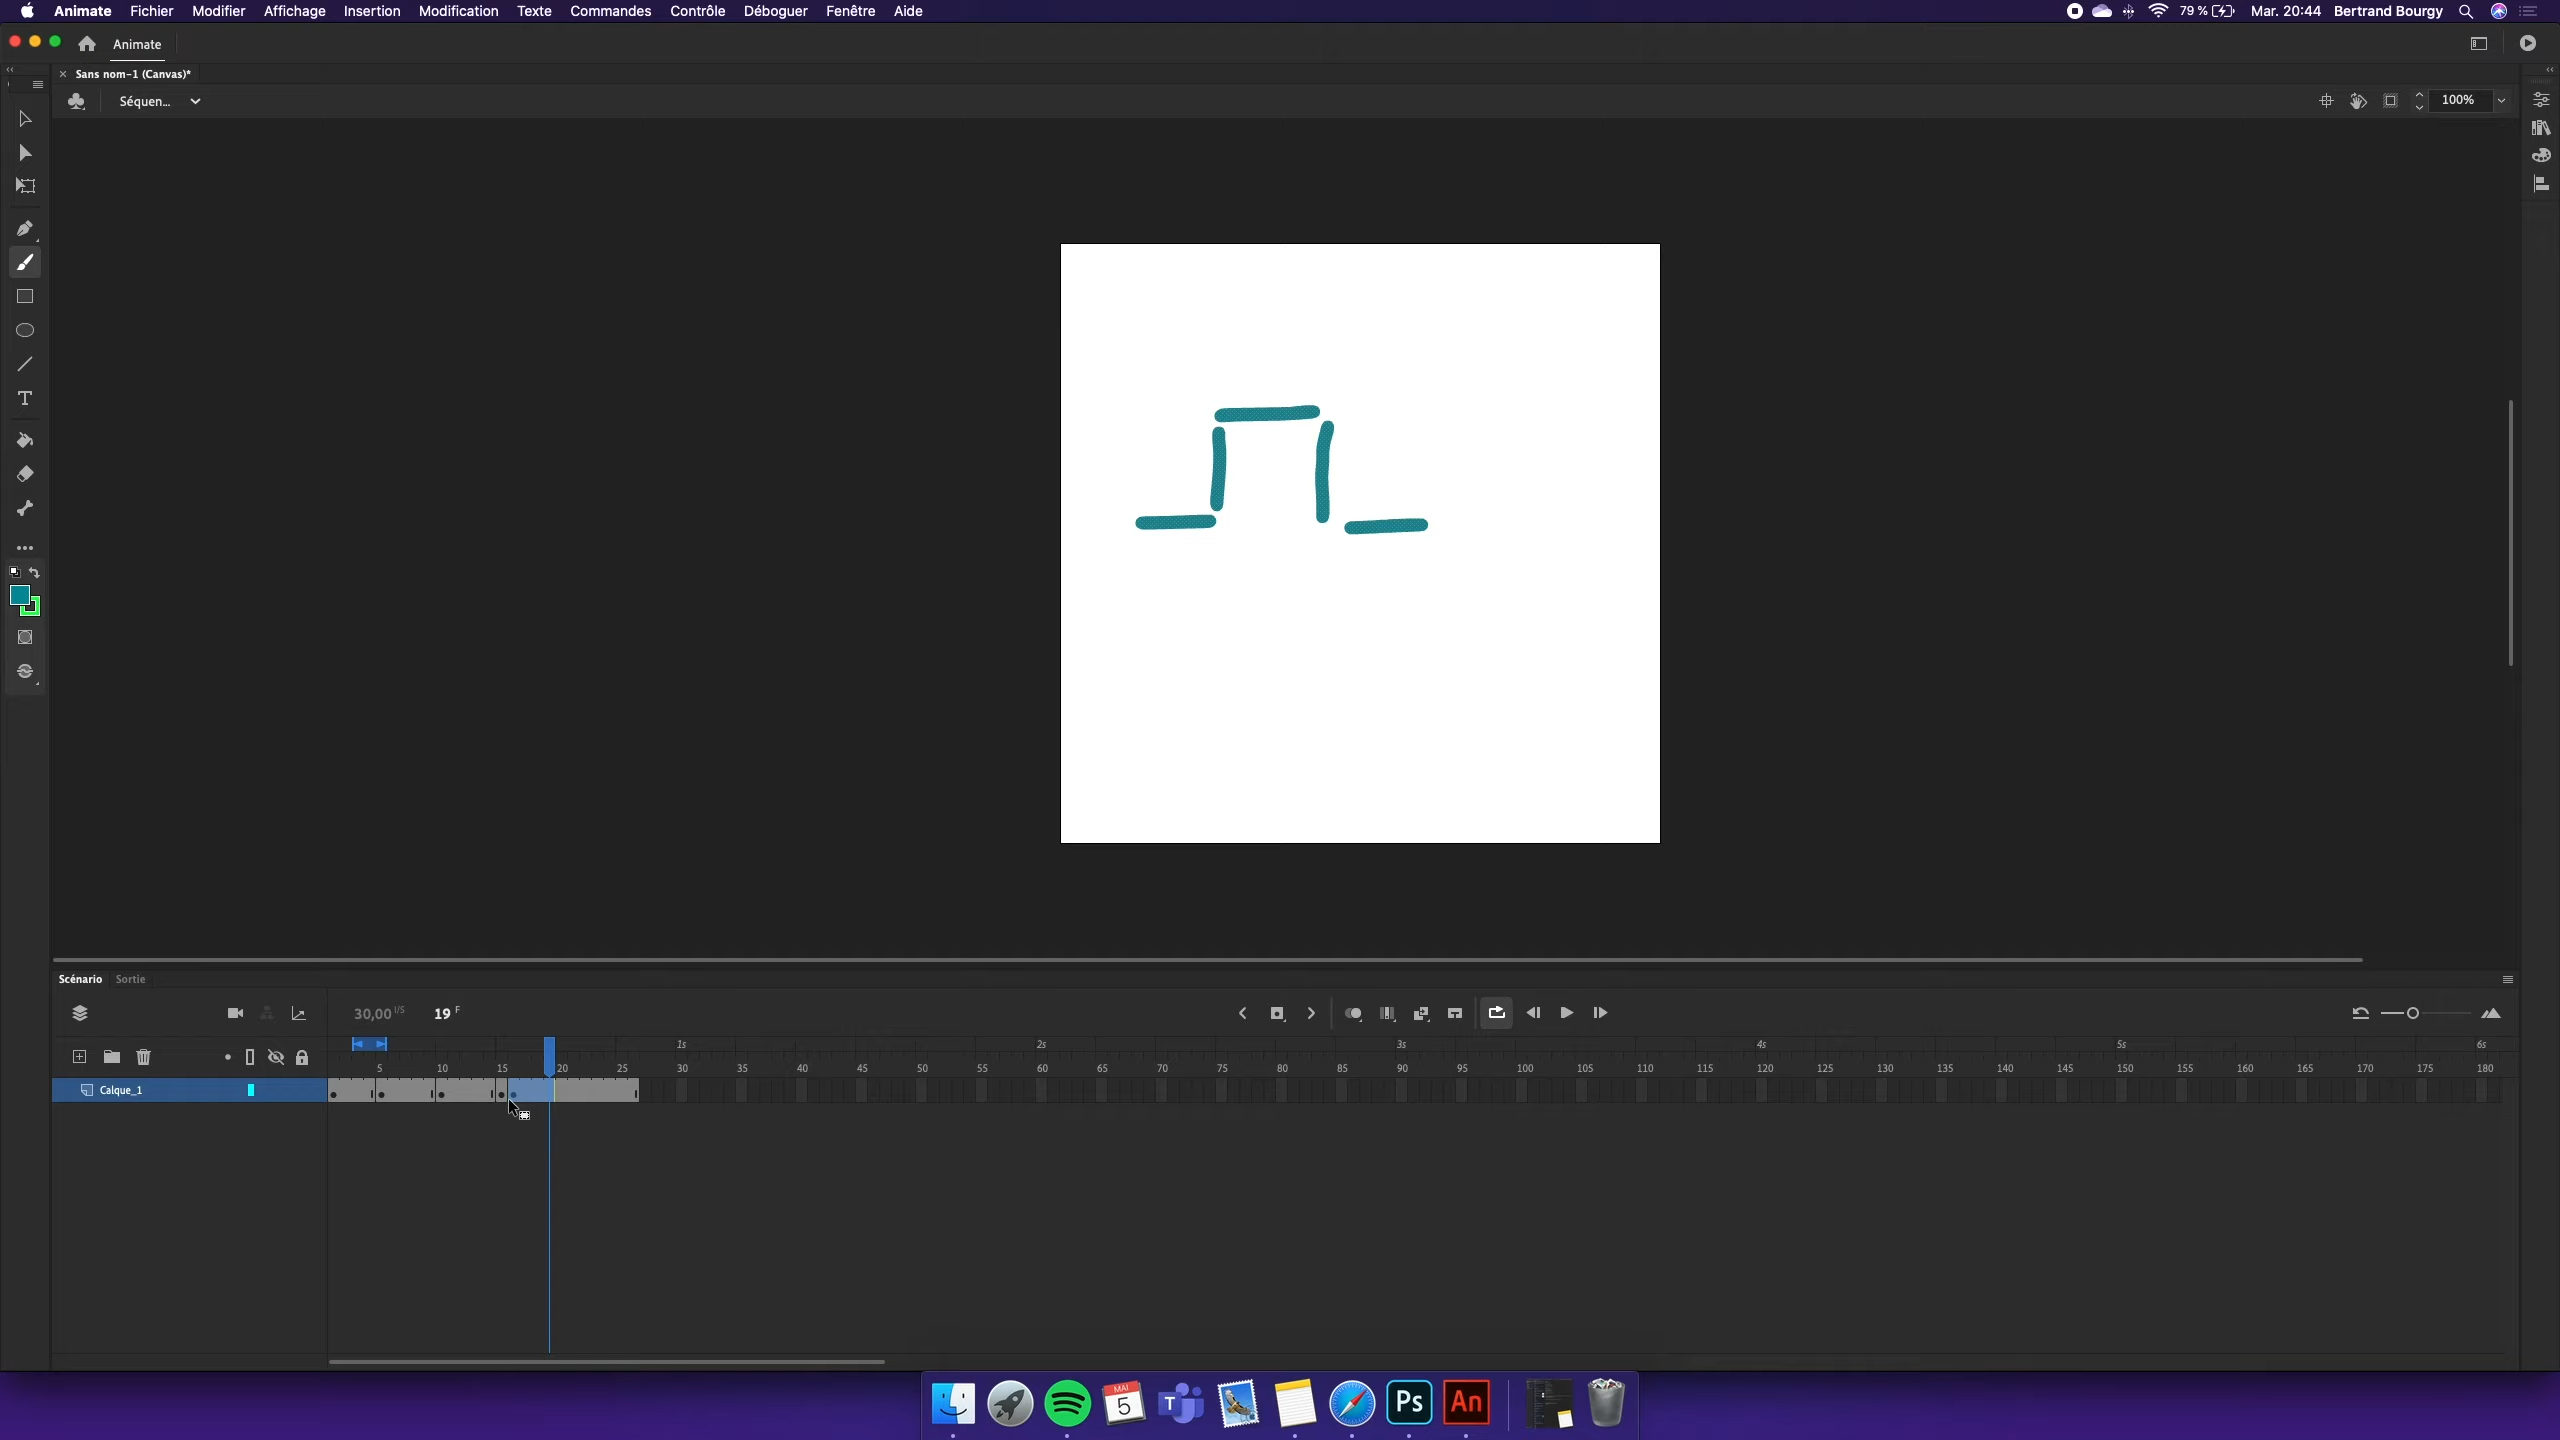 Animate Fichier Modifier Affichage Insertion Modification Texte Commandes Contrôle Déboguer Fenêtre Aide 79 % Mar. 20:44 Bertrand Bourgy
Animate
Sans nom-1 (Canvas)*
Séquen... 100%
T
Scénario Sortie
30,00 I/S 19 F
1s 2s 3s 4s 5s 6s
5 10 15 20 25 30 35 40 45 50 55 60 65 70 75 80 85 90 95 100 105 110 115 120 125 130 135 140 145 150 155 160 165 170 175 180
Calque_1
MAI
5
T
Ps
An